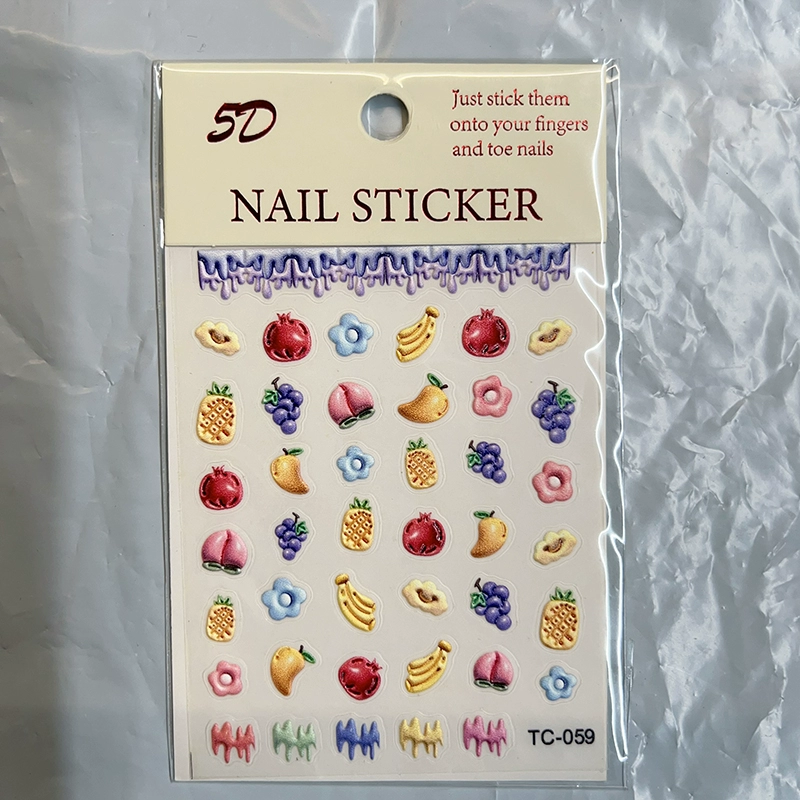 5D
Just stick them
onto your fingers
and toe nails
NAIL STICKER
TC-059